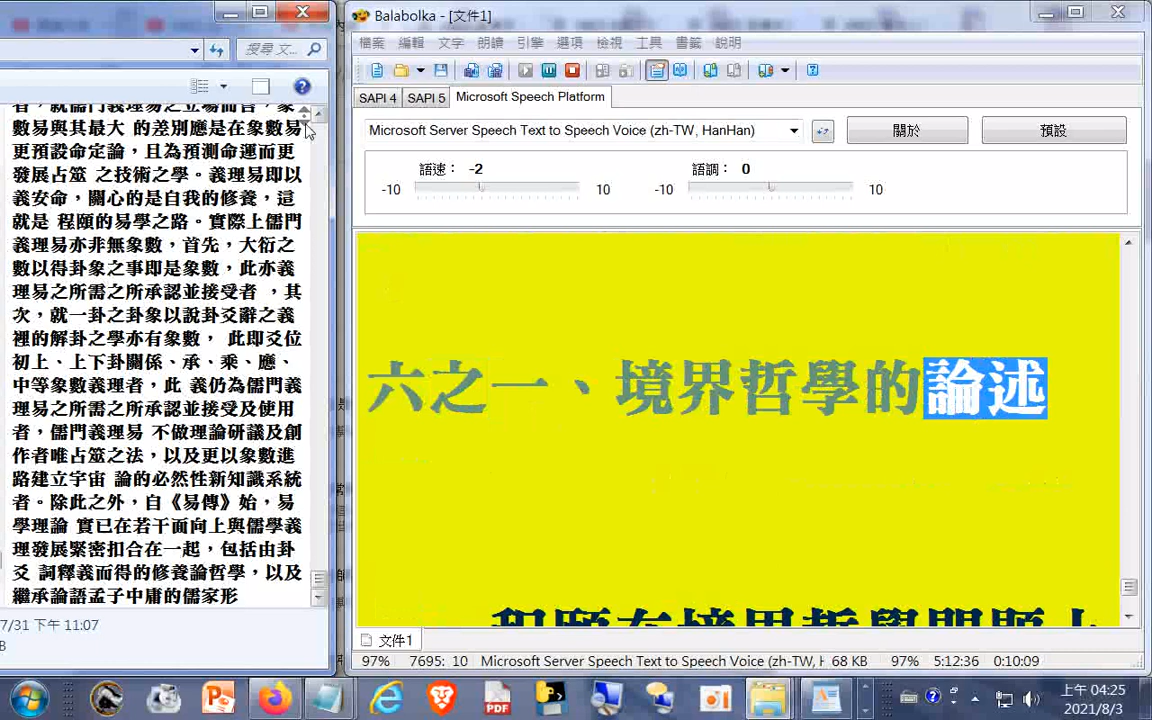 搜尋 文...
者，就儒門義理易之立場而言，象
數易與其最大 的差別應是在象數易
更預設命定論，且為預測命運而更
發展占筮 之技術之學。義理易即以
義安命，關心的是自我的修養，這
就是 程頤的易學之路。實際上儒門
義理易亦非無象數，首先，大衍之
數以得卦象之事即是象數，此亦義
理易之所需之所承認並接受者 ，其
次，就一卦之卦象以說卦爻辭之義
裡的解卦之學亦有象數， 此即爻位
初上、上下卦關係、承、乘、應、
中等象數義理者，此 義仍為儒門義
理易之所需之所承認並接受及使用
者，儒門義理易 不做理論研議及創
作者唯占筮之法，以及更以象數進
路建立宇宙 論的必然性新知識系統
者。除此之外，自《易傳》始，易
學理論 實已在若干面向上與儒學義
理發展緊密扣合在一起，包括由卦
爻 詞釋義而得的修養論哲學，以及
繼承論語孟子中庸的儒家形
7/31 下午 11:07
B
Balabolka - [文件1]
檔案 編輯 文字 朗讀 引擎 選項 檢視 工具 書籤 說明
SAPI 4 SAPI 5 Microsoft Speech Platform
Microsoft Server Speech Text to Speech Voice (zh-TW, HanHan) 關於 預設
語速： -2 語調： 0
-10 10 -10 10
六之一、境界哲學的論述
程頤在境界哲學問題上
文件1
97% 7695: 10 Microsoft Server Speech Text to Speech Voice (zh-TW, H 68 KB 97% 5:12:36 0:10:09
PDF
上午 04:25
2021/8/3